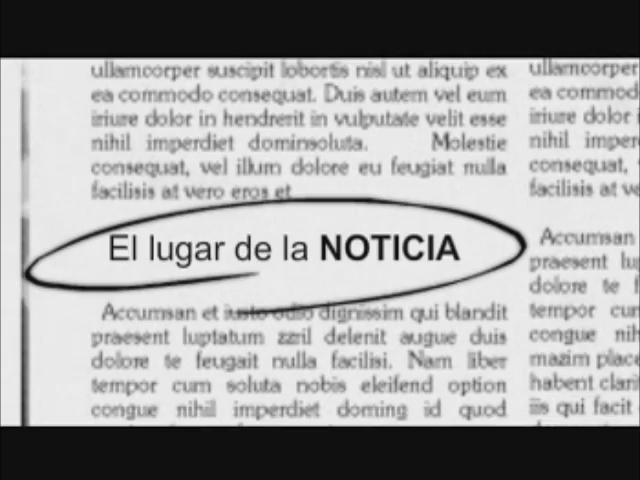 ullamcorper suscipit lobortis nisl ut aliquip ex
ea commodo consequat. Duis autem vel eum
iriure dolor in hendrerit in vulputate velit esse
nihil imperdiet dominsoluta. Molestie
consequat, vel illum dolore eu feugiat nulla
facilisis at vero eros et
El lugar de la NOTICIA
Accumsan et iusto odio dignissim qui blandit
praesent luptatum zzril delenit augue duis
dolore te feugait nulla facilisi. Nam liber
tempor cum soluta nobis eleifend option
congue nihil imperdiet doming id quod
ullamcorper
ea commod
iriure dolor i
nihil imper
consequat,
facilisis at v
Accumsan
praesent lu
dolore te f
tempor cu
congue nih
mazim place
habent clari
iis qui facit